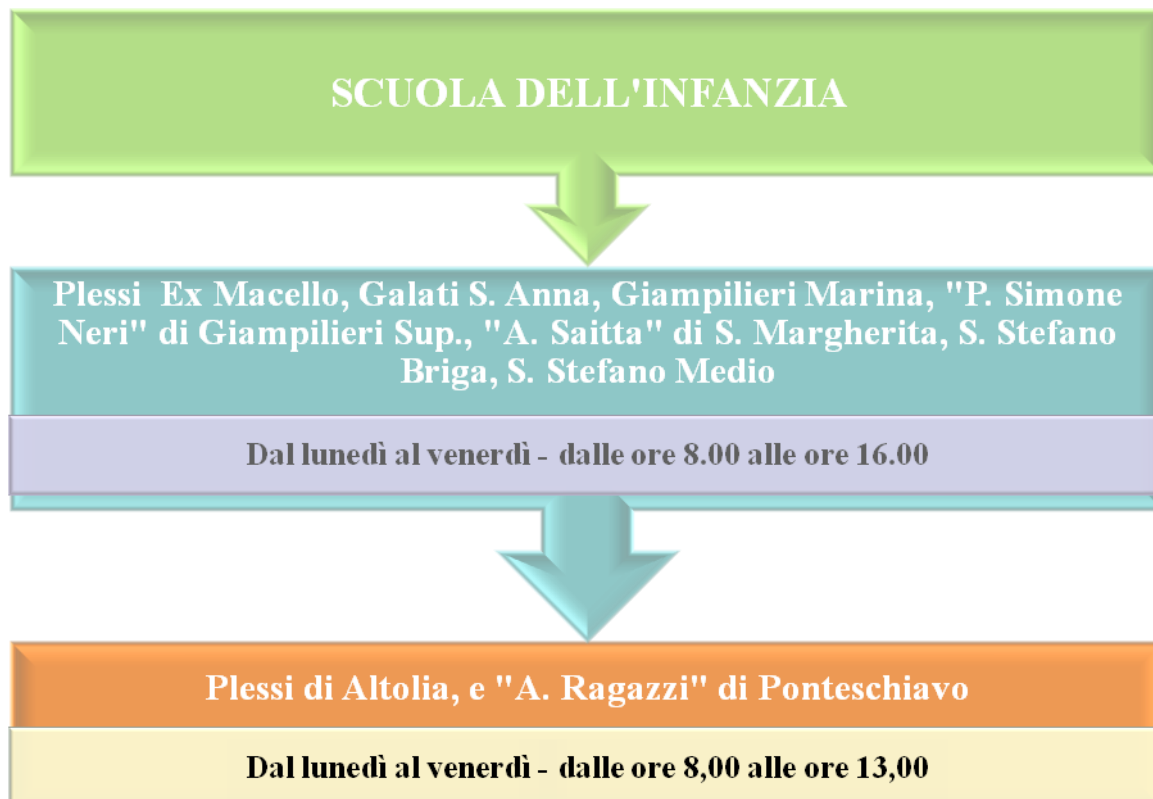 SCUOLA DELL'INFANZIA
Plessi Ex Macello, Galati S. Anna, Giampilieri Marina, "P. Simone
Neri" di Giampilieri Sup., "A. Saitta" di S. Margherita, S. Stefano
Briga, S. Stefano Medio
Dal lunedì al venerdì - dalle ore 8.00 alle ore 16.00
Plessi di Altolia, e "A. Ragazzi" di Ponteschiavo
Dal lunedì al venerdì - dalle ore 8,00 alle ore 13,00